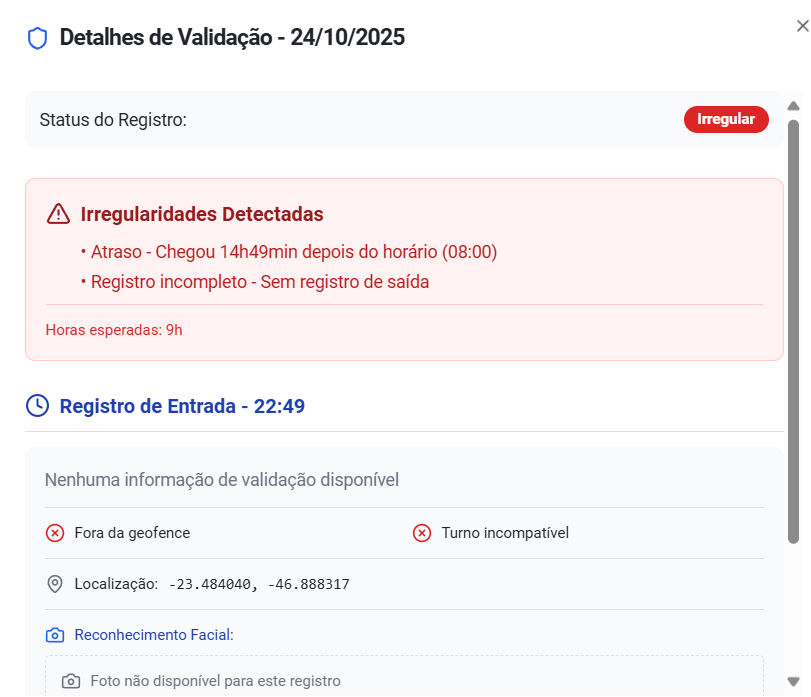 Detalhes de Validação - 24/10/2025
Status do Registro:
Irregular
Irregularidades Detectadas
• Atraso - Chegou 14h49min depois do horário (08:00)
• Registro incompleto - Sem registro de saída
Horas esperadas: 9h
Registro de Entrada - 22:49
Nenhuma informação de validação disponível
Fora da geofence
Turno incompatível
Localização: -23.484040, -46.888317
Reconhecimento Facial:
Foto não disponível para este registro